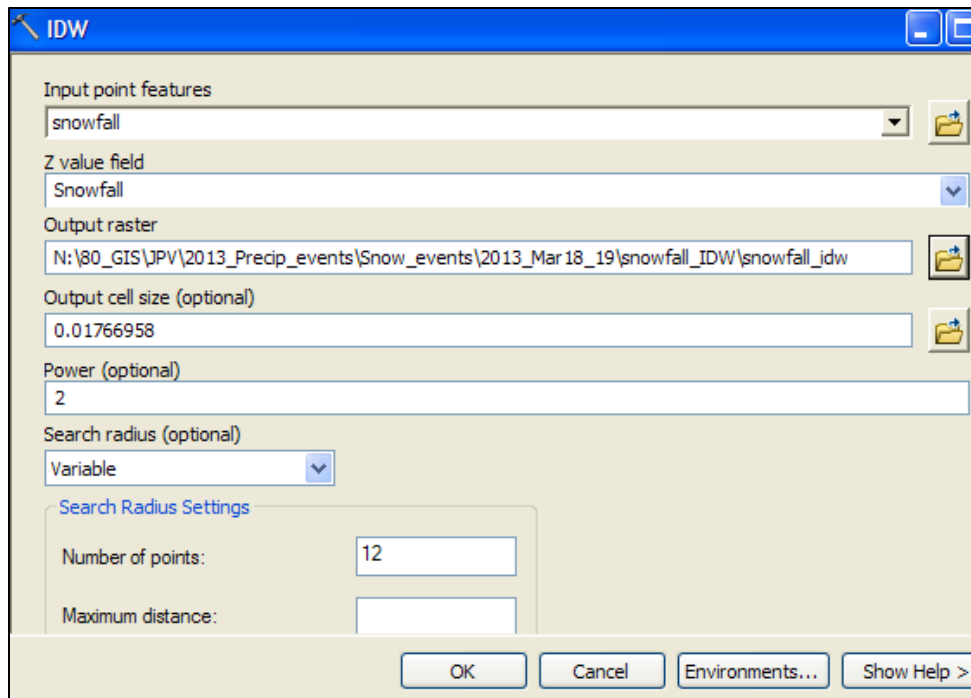 IDW
Input point features
snowfall
Z value field
Snowfall
Output raster
N:\80_GIS\JPV\2013_Precip_events\Snow_events\2013_Mar18_19\snowfall_IDW\snowfall_idw
Output cell size (optional)
0.01766958
Power (optional)
2
Search radius (optional)
Variable
Search Radius Settings
Number of points:
12
Maximum distance:
OK Cancel Environments... Show Help >